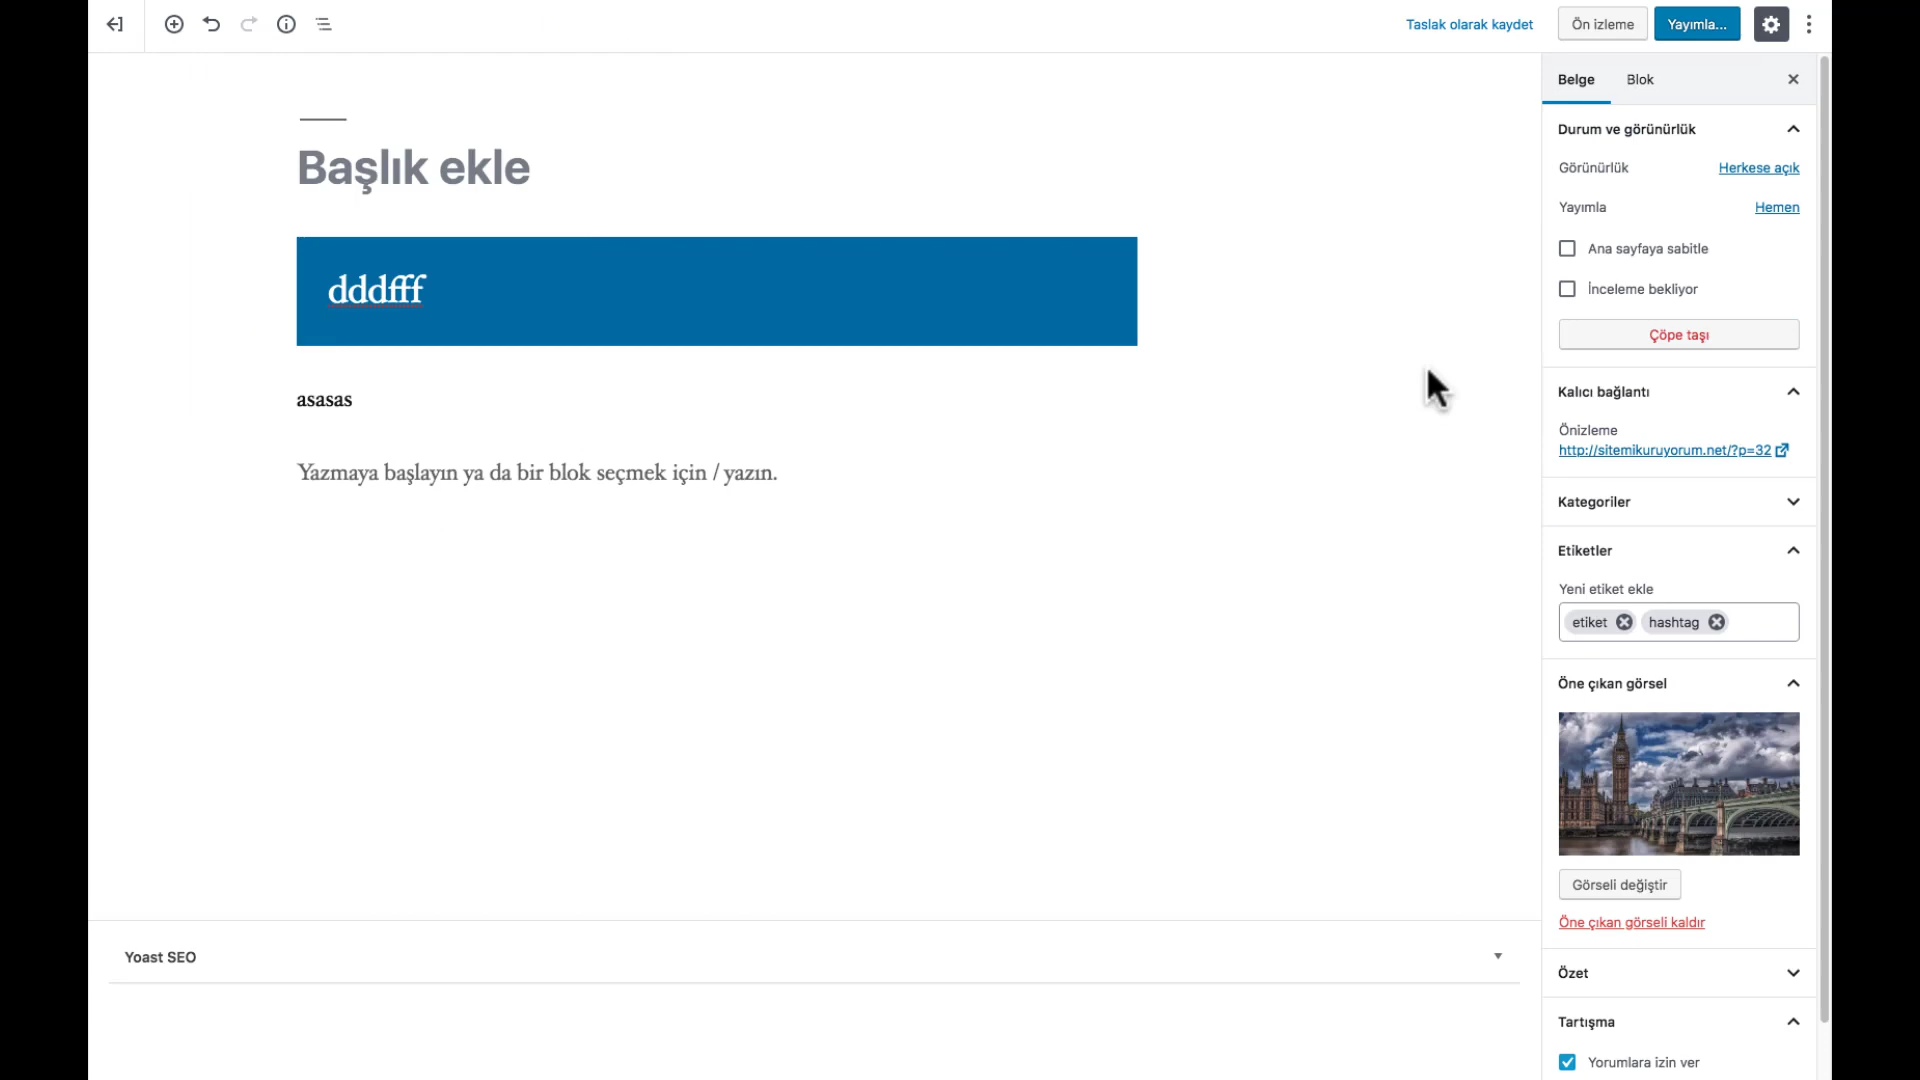 Taslak olarak kaydet
Ön izleme
Yayımla...
Belge
Blok
Başlık ekle
dddfff
asasas
Yazmaya başlayın ya da bir blok seçmek için / yazın.
Yoast SEO
Durum ve görünürlük
Görünürlük
Herkese açık
Yayımla
Hemen
Ana sayfaya sabitle
İnceleme bekliyor
Çöpe taşı
Kalıcı bağlantı
Önizleme
http://sitemikuruyorum.net/?p=32
Kategoriler
Etiketler
Yeni etiket ekle
etiket
hashtag
Öne çıkan görsel
Görseli değiştir
Öne çıkan görseli kaldır
Özet
Tartışma
Yorumlara izin ver